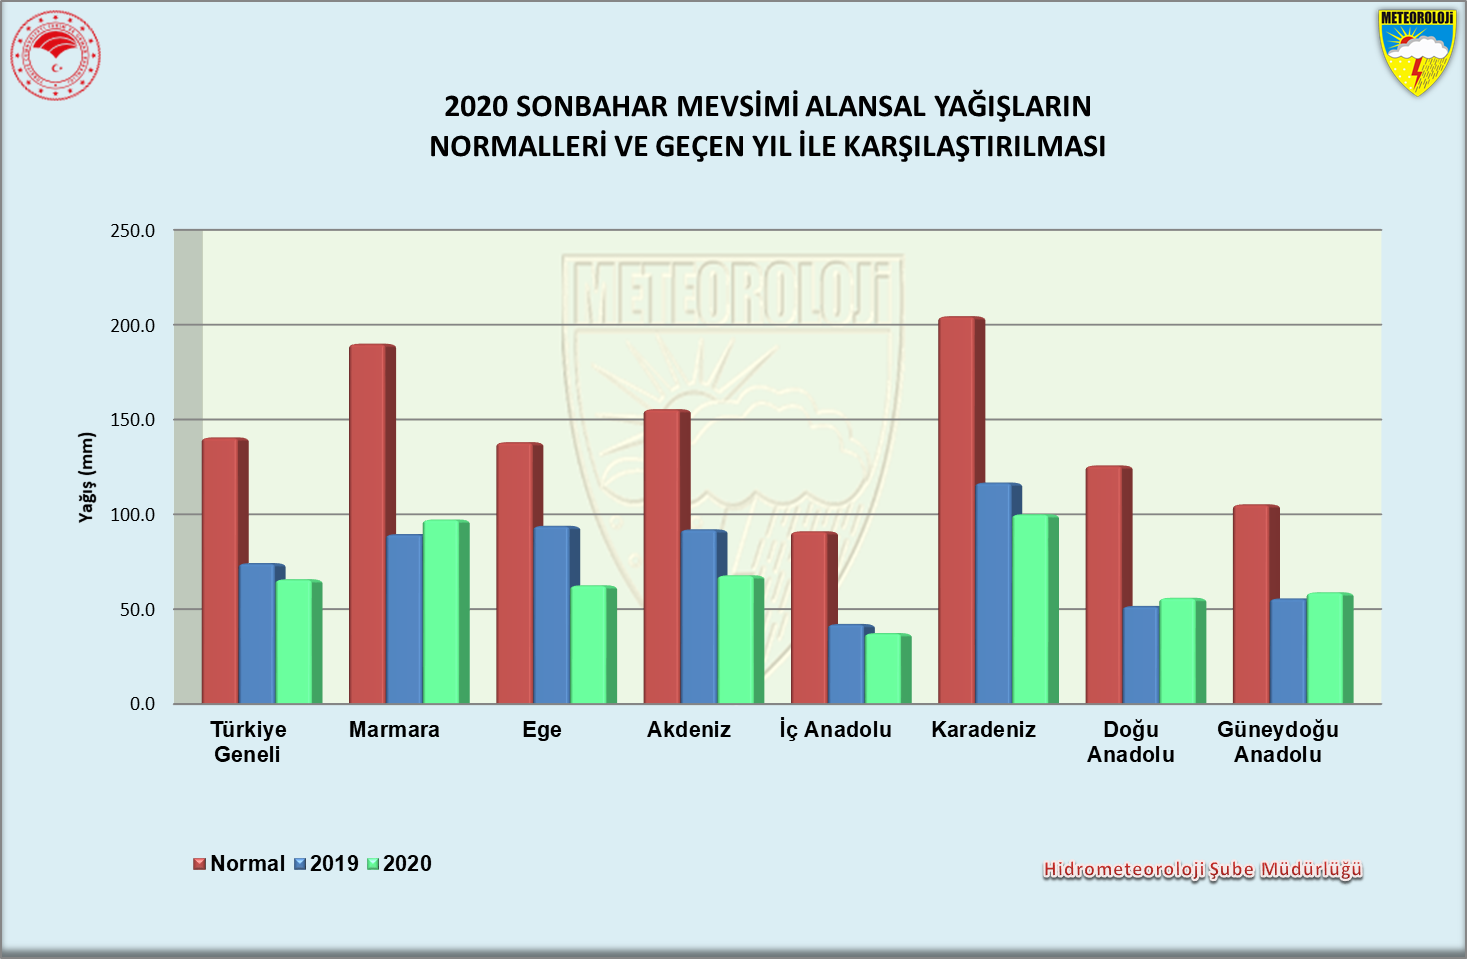 METEOROLOJİ
2020 SONBAHAR MEVSİMİ ALANSAL YAĞIŞLARIN
NORMALLERİ VE GEÇEN YIL İLE KARŞILAŞTIRILMASI
250.0
200.0
150.0
100.0
50.0
0.0
Yağış (mm)
METEOROLOJİ
Türkiye
Geneli
Marmara
Ege
Akdeniz
İç Anadolu
Karadeniz
Doğu
Anadolu
Güneydoğu
Anadolu
Normal 2019 2020
Hidrometeoroloji Şube Müdürlüğü